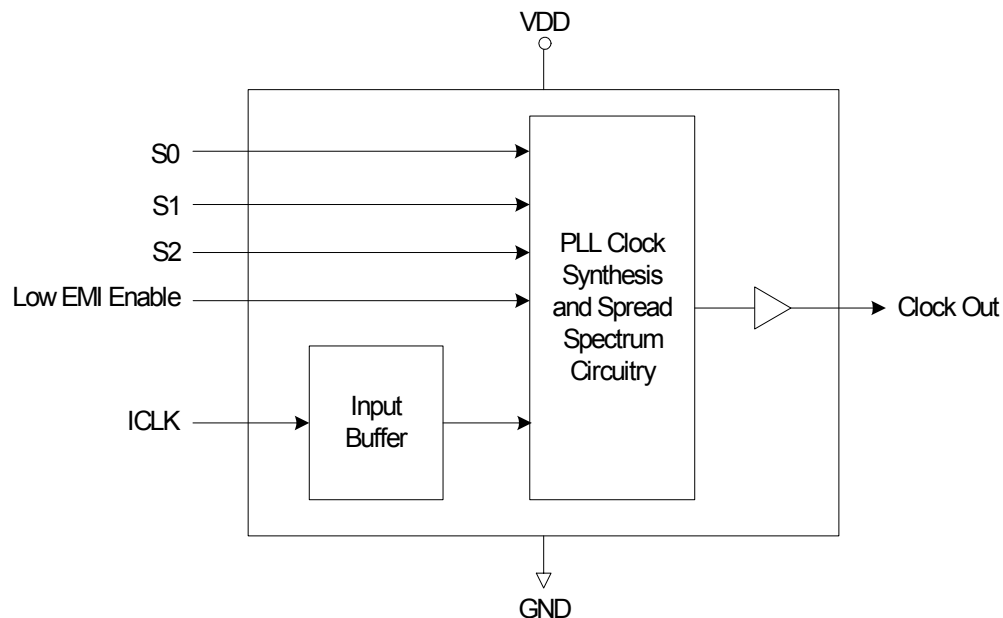 VDD
S0
S1
S2
Low EMI Enable
ICLK
Input
Buffer
PLL Clock
Synthesis
and Spread
Spectrum
Circuitry
Clock Out
GND